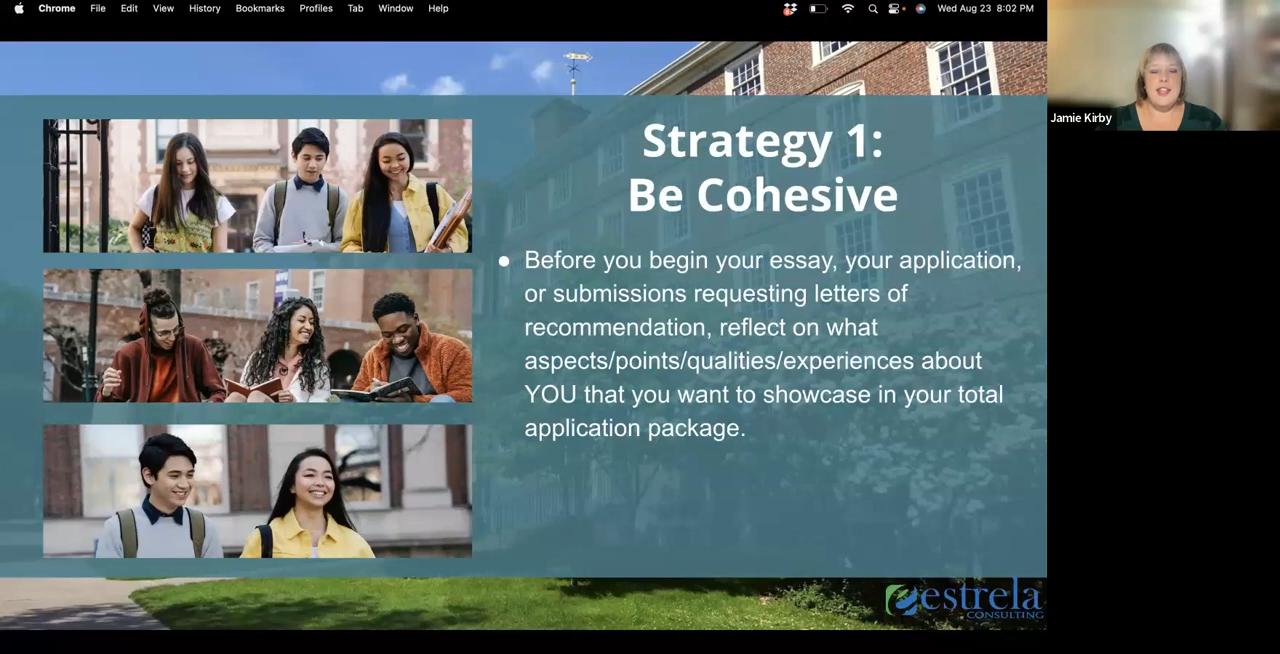 Chrome File Edit View History Bookmarks Profiles Tab Window Help Wed Aug 23 8:02 PM
Jamie Kirby
Strategy 1:
Be Cohesive
● Before you begin your essay, your application,
or submissions requesting letters of
recommendation, reflect on what
aspects/points/qualities/experiences about
YOU that you want to showcase in your total
application package.
estrela
CONSULTING